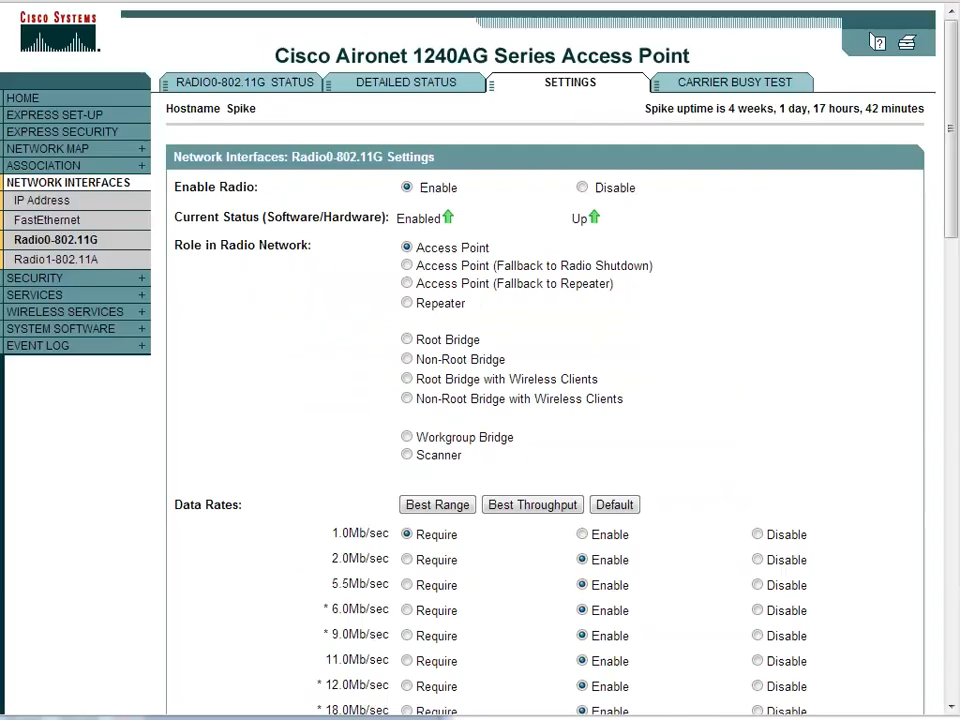 CISCO SYSTEMS
Cisco Aironet 1240AG Series Access Point
RADIO0-802.11G STATUS
DETAILED STATUS
SETTINGS
CARRIER BUSY TEST
HOME
EXPRESS SET-UP
EXPRESS SECURITY
NETWORK MAP +
ASSOCIATION +
NETWORK INTERFACES
IP Address
FastEthernet
Radio0-802.11G
Radio1-802.11A
SECURITY +
SERVICES +
WIRELESS SERVICES +
SYSTEM SOFTWARE +
EVENT LOG +
Hostname Spike
Spike uptime is 4 weeks, 1 day, 17 hours, 42 minutes
Network Interfaces: Radio0-802.11G Settings
Enable Radio: Enable Disable
Current Status (Software/Hardware): Enabled Up
Role in Radio Network: Access Point
Access Point (Fallback to Radio Shutdown)
Access Point (Fallback to Repeater)
Repeater
Root Bridge
Non-Root Bridge
Root Bridge with Wireless Clients
Non-Root Bridge with Wireless Clients
Workgroup Bridge
Scanner
Data Rates: Best Range Best Throughput Default
1.0Mb/sec Require Enable Disable
2.0Mb/sec Require Enable Disable
5.5Mb/sec Require Enable Disable
* 6.0Mb/sec Require Enable Disable
* 9.0Mb/sec Require Enable Disable
11.0Mb/sec Require Enable Disable
* 12.0Mb/sec Require Enable Disable
* 18.0Mb/sec Require Enable Disable